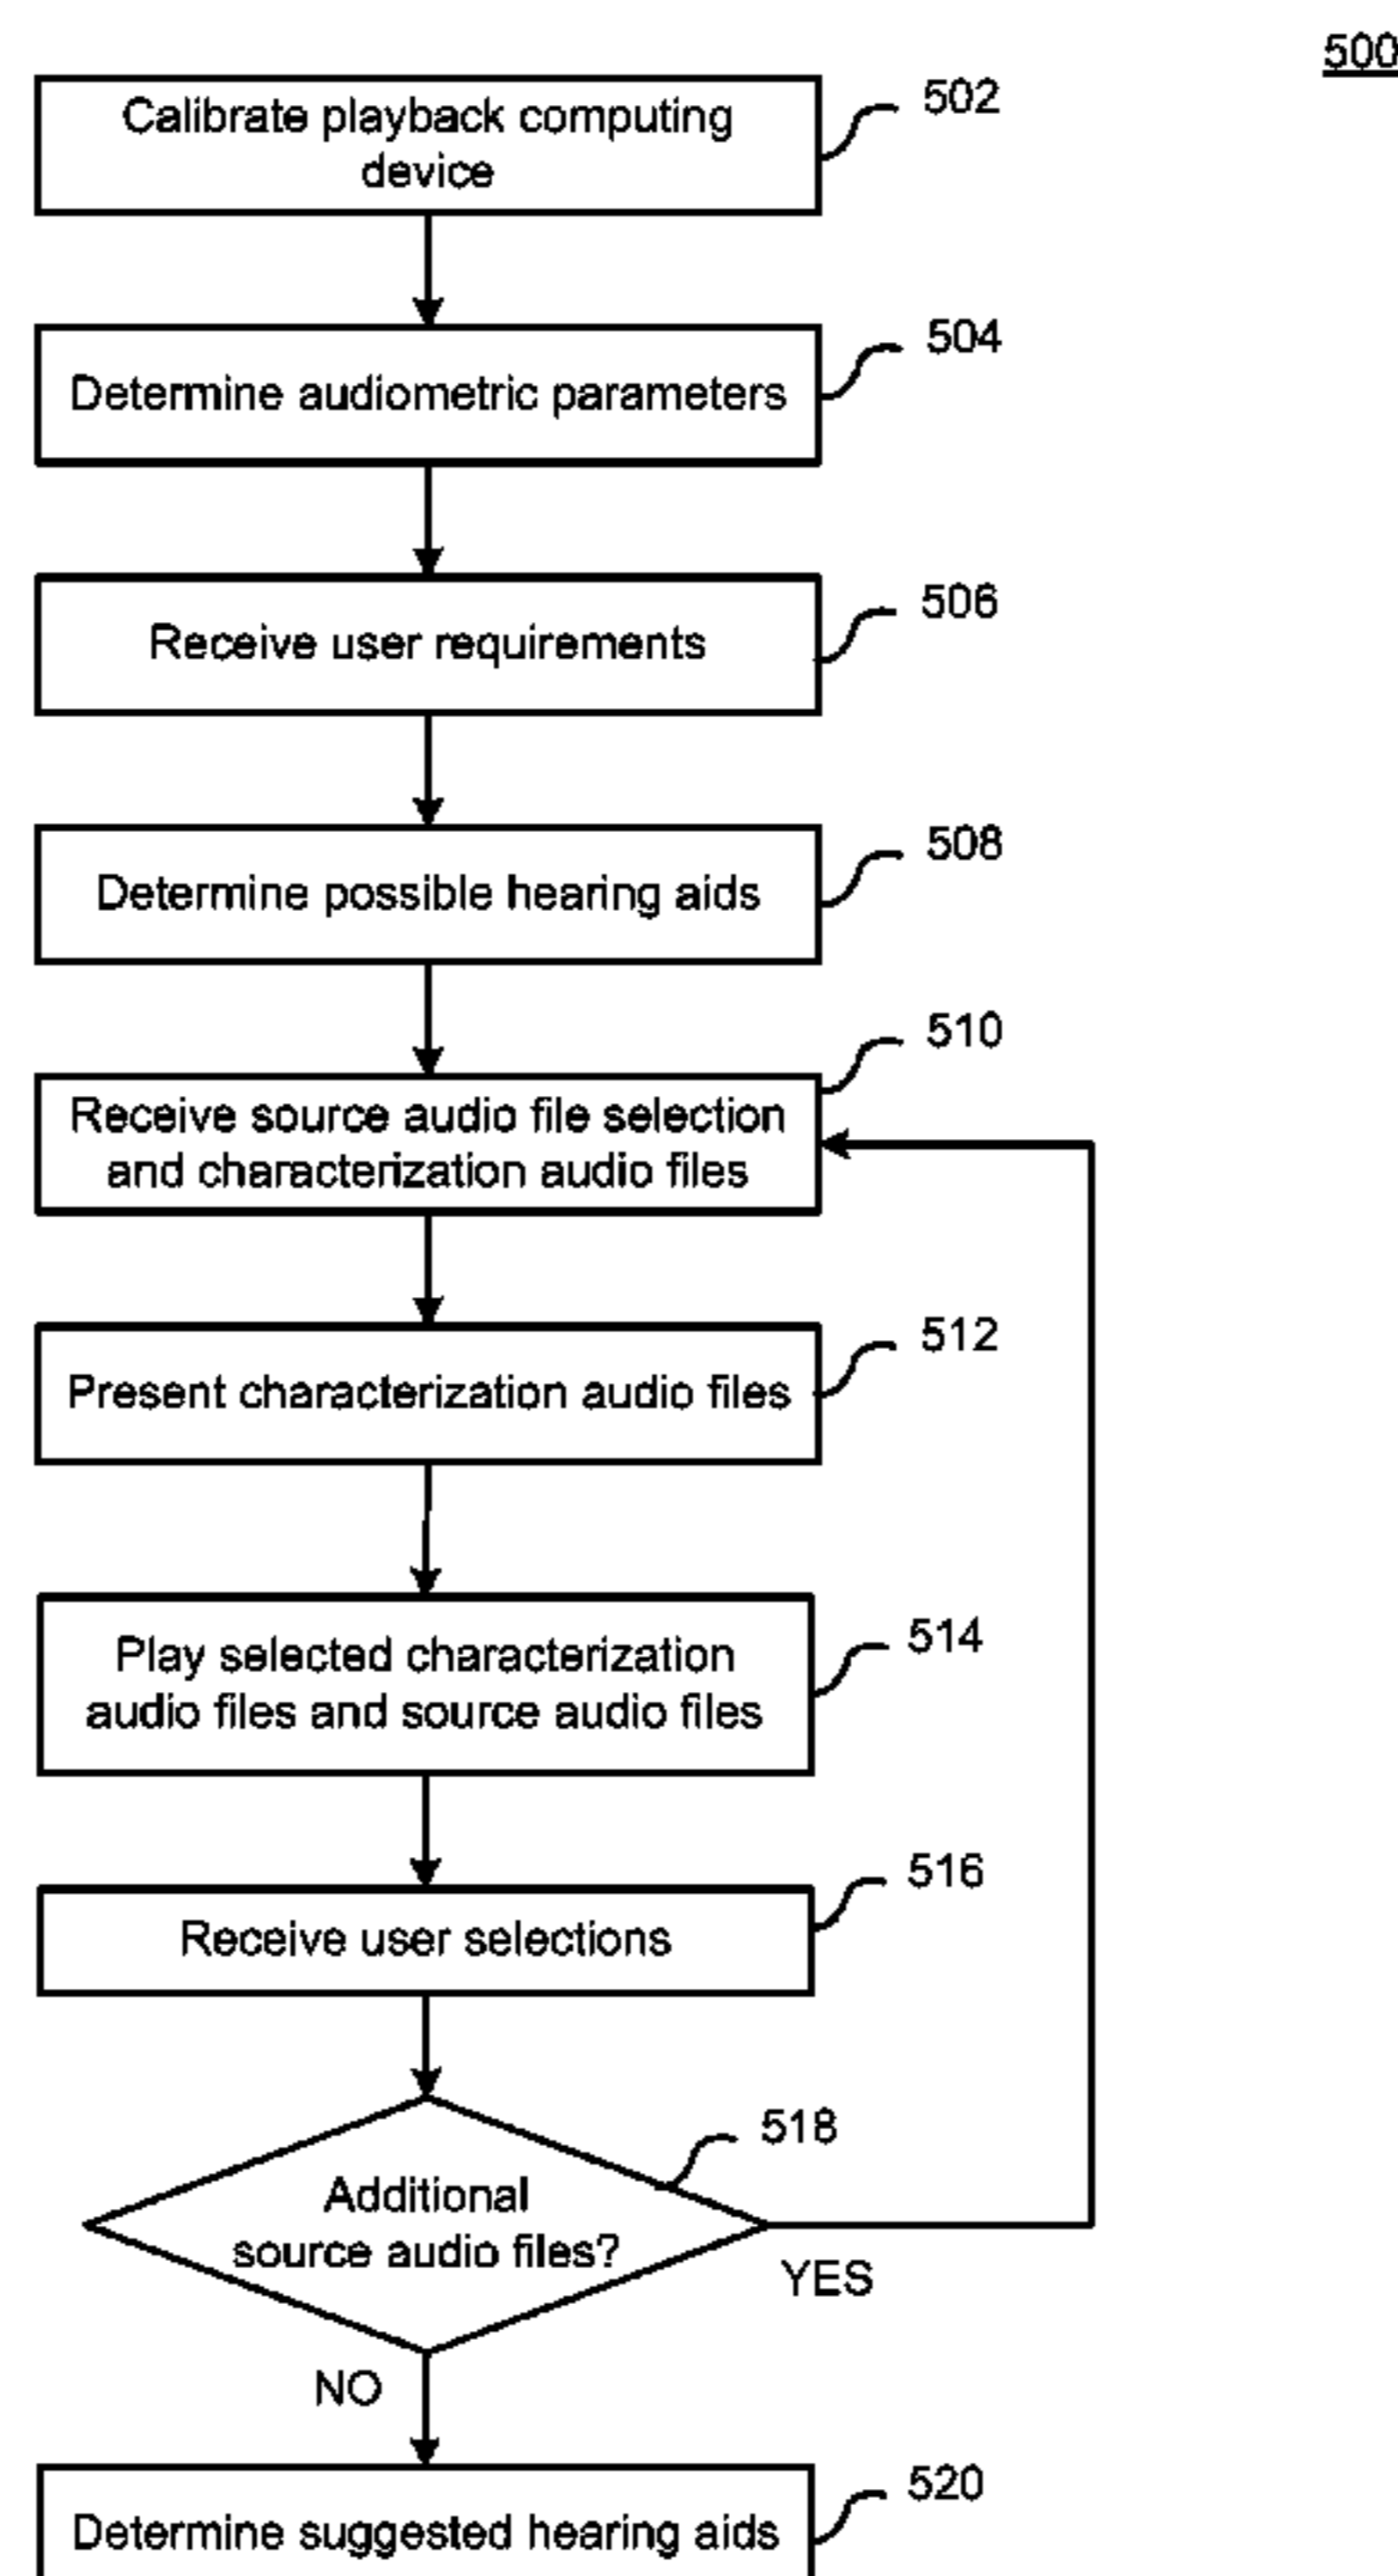 500
Calibrate playback computing
device
502
Determine audiometric parameters
504
Receive user requirements
506
Determine possible hearing aids
508
Receive source audio file selection
and characterization audio files
510
Present characterization audio files
512
Play selected characterization
audio files and source audio files
514
Receive user selections
516
Additional
source audio files?
518
YES
NO
Determine suggested hearing aids
520